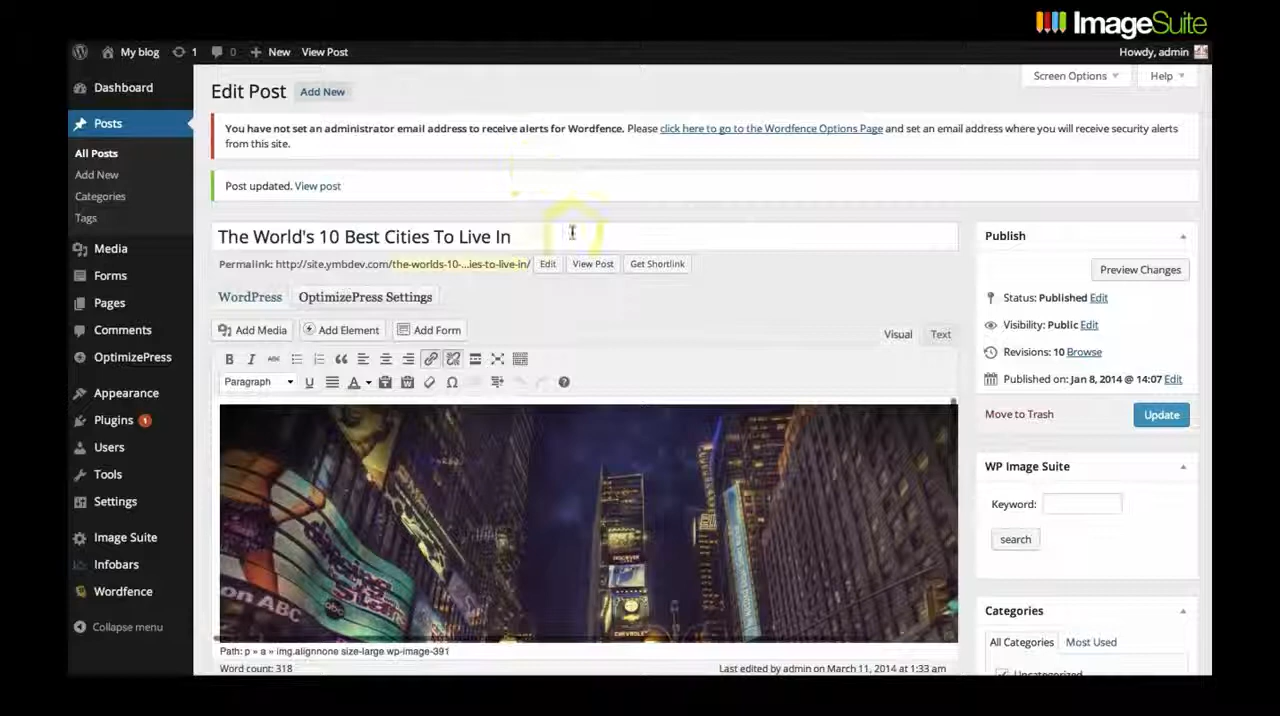 ImageSuite
My blog 1 0 New View Post Howdy, admin
Screen Options Help
Dashboard
Posts
All Posts
Add New
Categories
Tags
Media
Forms
Pages
Comments
OptimizePress
Appearance
Plugins 1
Users
Tools
Settings
Image Suite
Infobars
Wordfence
Collapse menu
Edit Post Add New
You have not set an administrator email address to receive alerts for Wordfence. Please click here to go to the Wordfence Options Page and set an email address where you will receive security alerts
from this site.
Post updated. View post
The World's 10 Best Cities To Live In
Permalink: http://site.ymbdev.com/the-worlds-10-...ies-to-live-in/ Edit View Post Get Shortlink
WordPress OptimizePress Settings
Add Media Add Element Add Form
Visual Text
B I ABC
Paragraph U A Ω
on ABC
abc
DISCOVER
CHEVROLET
Path: p » a » img.alignnone size-large wp-image-391
Word count: 318 Last edited by admin on March 11, 2014 at 1:33 am
Publish
Preview Changes
Status: Published Edit
Visibility: Public Edit
Revisions: 10 Browse
Published on: Jan 8, 2014 @ 14:07 Edit
Move to Trash Update
WP Image Suite
Keyword:
search
Categories
All Categories Most Used
Uncategorized